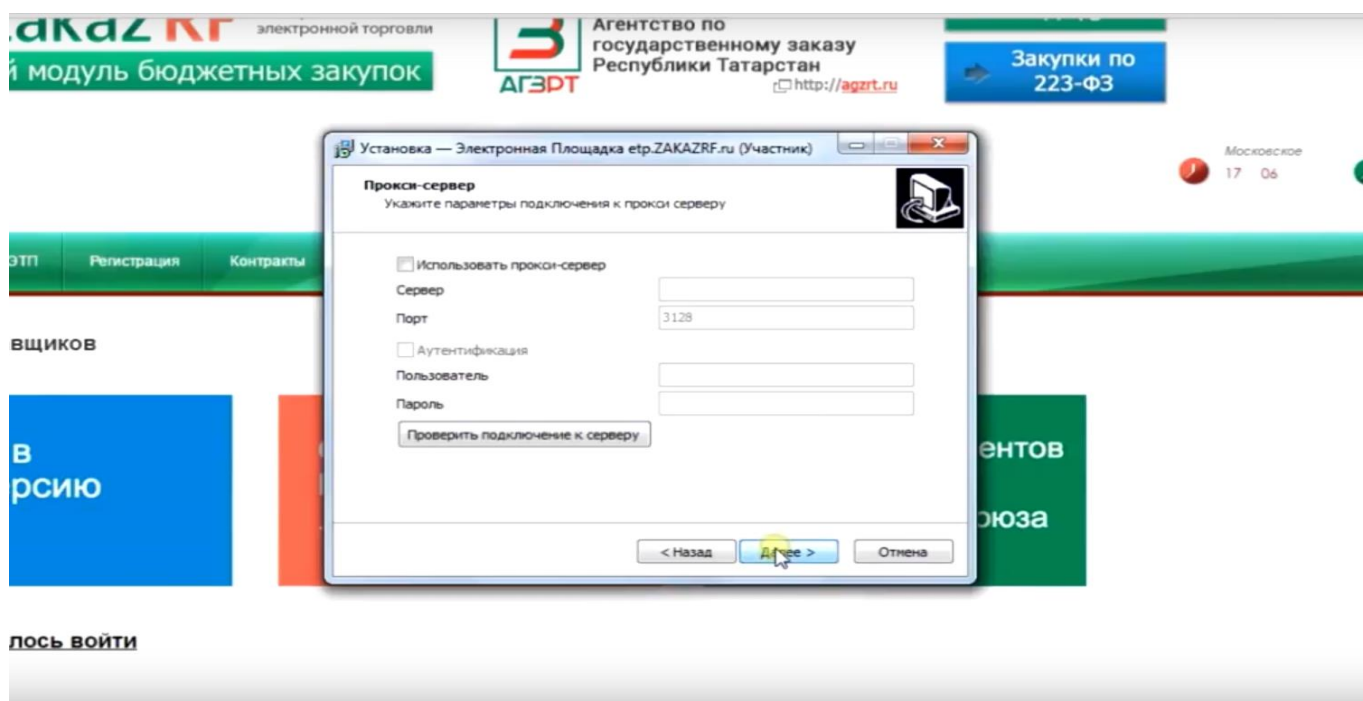 zakaz RF
электронной торговли
й модуль бюджетных закупок
АГЗРТ
Агентство по
государственному заказу
Республики Татарстан
http://agzrt.ru
Закупки по
223-ФЗ
Установка — Электронная Площадка etp.ZAKAZRF.ru (Участник)
Московское
17 06
Прокси-сервер
Укажите параметры подключения к прокси серверу
ЭТП
Регистрация
Контракты
Использовать прокси-сервер
Сервер
Порт
3128
Аутентификация
Пользователь
Пароль
Проверить подключение к серверу
вщиков
в
рсию
ентов
юза
< Назад
Далее >
Отмена
лось войти